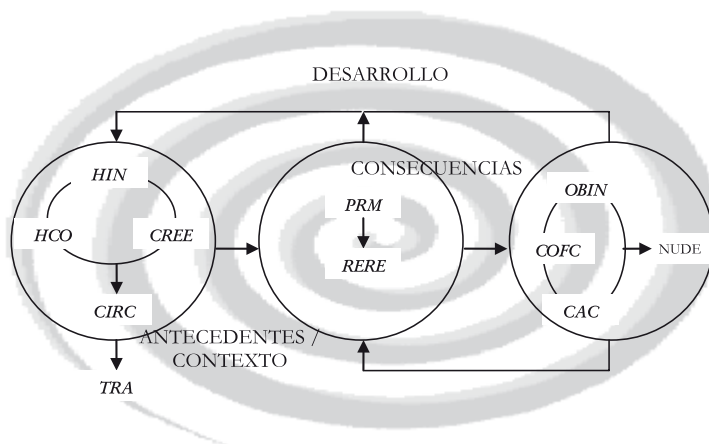 DESARROLLO
HIN
HCO
CREE
CIRC
ANTECEDENTES /
CONTEXTO
TRA
CONSECUENCIAS
PRM
RERE
OBIN
COFC
NUDE
CAC